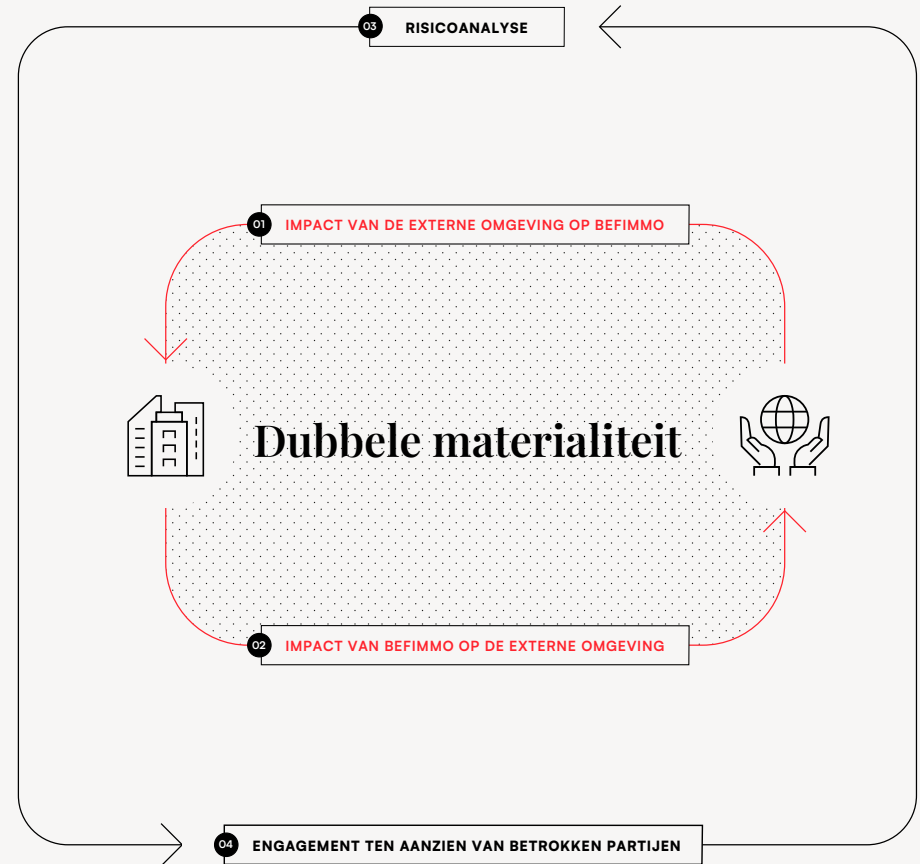 03 RISICOANALYSE
01 IMPACT VAN DE EXTERNE OMGEVING OP BEFIMMO
Dubbele materialiteit
02 IMPACT VAN BEFIMMO OP DE EXTERNE OMGEVING
04 ENGAGEMENT TEN AANZIEN VAN BETROKKEN PARTIJEN